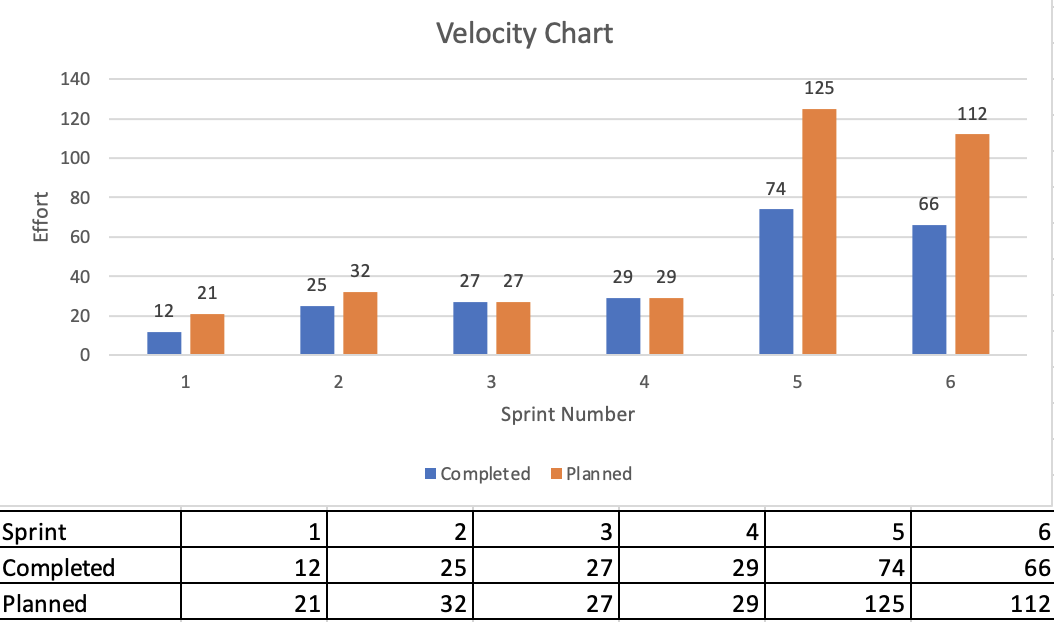 Velocity Chart
140
120
100
80
60
40
20
0
Effort
12 21 25 32 27 27 29 29 74 125 66 112
1 2 3 4 5 6
Sprint Number
Completed Planned
Sprint 1 2 3 4 5 6
Completed 12 25 27 29 74 66
Planned 21 32 27 29 125 112